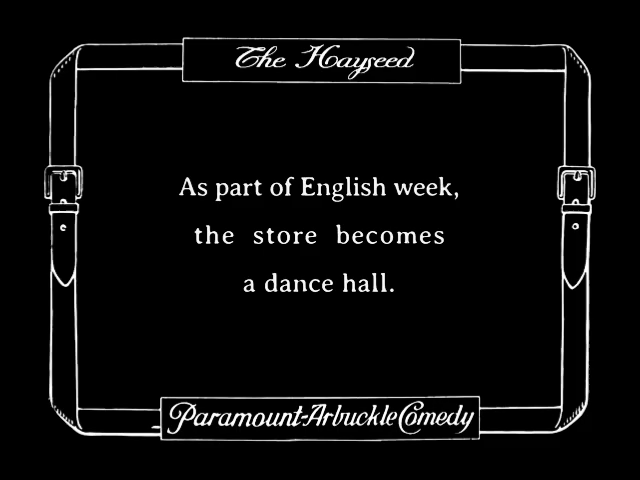 The Hayseed
As part of English week,
the store becomes
a dance hall.
Paramount-Arbuckle Comedy